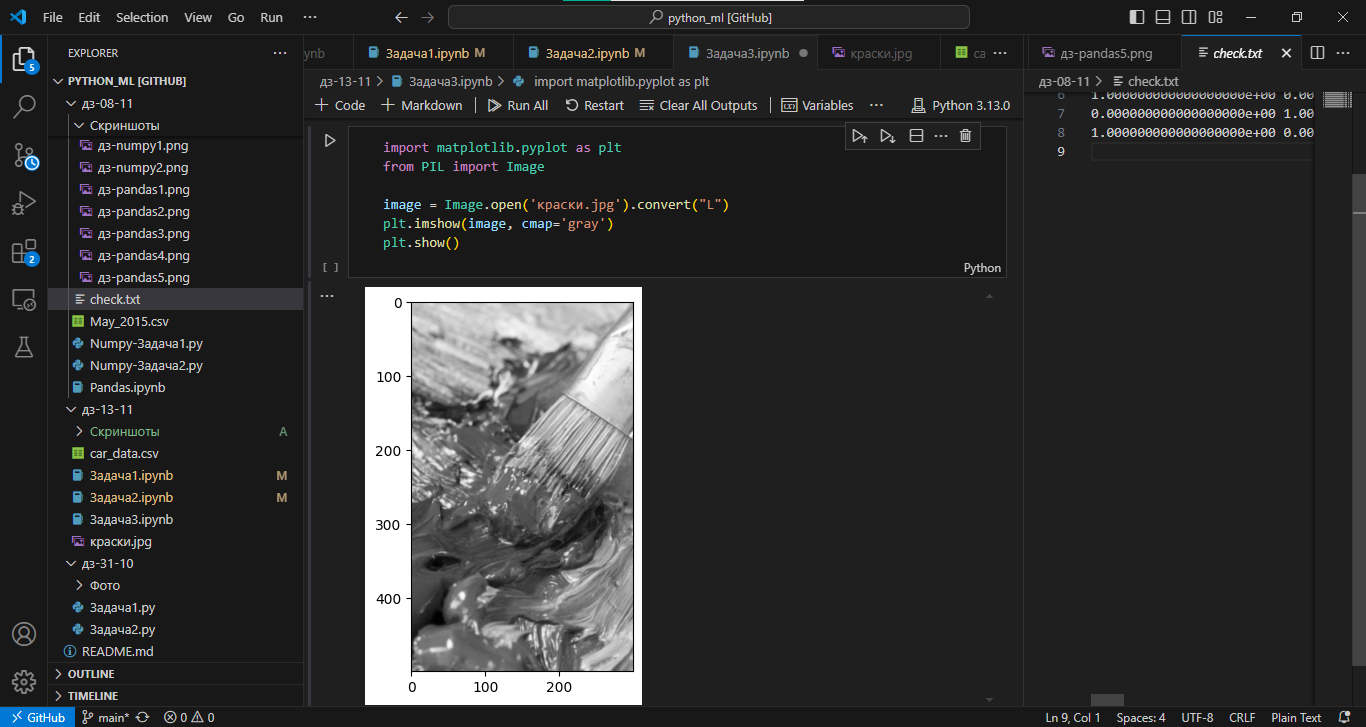 File Edit Selection View Go Run ···
python_ml [GitHub]
EXPLORER
PYTHON_ML [GITHUB]
дз-08-11
Скриншоты
дз-numpy1.png
дз-numpy2.png
дз-pandas1.png
дз-pandas2.png
дз-pandas3.png
дз-pandas4.png
дз-pandas5.png
check.txt
May_2015.csv
Numpy-Задача1.py
Numpy-Задача2.py
Pandas.ipynb
дз-13-11
Скриншоты A
car_data.csv
Задача1.ipynb M
Задача2.ipynb M
Задача3.ipynb
краски.jpg
дз-31-10
Фото
Задача1.py
Задача2.py
README.md
OUTLINE
TIMELINE
5
2
ynb Задача1.ipynb M Задача2.ipynb M Задача3.ipynb краски.jpg ca ···
дз-13-11 > Задача3.ipynb > import matplotlib.pyplot as plt
+ Code + Markdown Run All Restart Clear All Outputs Variables ··· Python 3.13.0
import matplotlib.pyplot as plt
from PIL import Image
image = Image.open('краски.jpg').convert("L")
plt.imshow(image, cmap='gray')
plt.show()
[ ] Python
0
100
200
300
400
0 100 200
дз-pandas5.png check.txt
дз-08-11 > check.txt
6 1.000000000000000000e+00 0.00
7 0.000000000000000000e+00 1.00
8 1.000000000000000000e+00 0.00
9
GitHub main* 0 0 Ln 9, Col 1 Spaces: 4 UTF-8 CRLF Plain Text